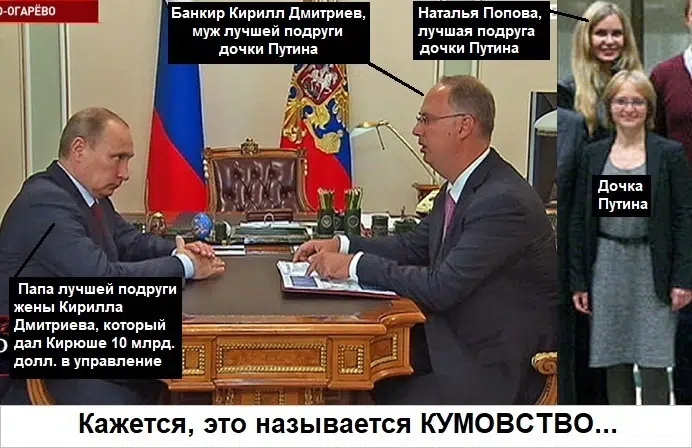 О-ОГАРЁВО
Банкир Кирилл Дмитриев,
муж лучшей подруги
дочки Путина
Наталья Попова,
лучшая подруга
дочки Путина
Дочка
Путина
Папа лучшей подруги
жены Кирилла
Дмитриева, который
дал Кирюше 10 млрд.
долл. в управление
Кажется, это называется КУМОВСТВО...